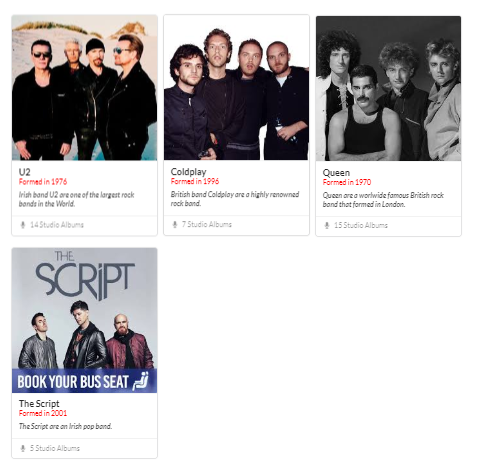 U2
Formed in 1976
Irish band U2 are one of the largest rock
bands in the World.
14 Studio Albums
Coldplay
Formed in 1996
British band Coldplay are a highly renowned
rock band.
7 Studio Albums
Queen
Formed in 1970
Queen are a worlwide famous British rock
band that formed in London.
15 Studio Albums
THE
SCRIPT
BOOK YOUR BUS SEAT
The Script
Formed in 2001
The Script are an Irish pop band.
5 Studio Albums